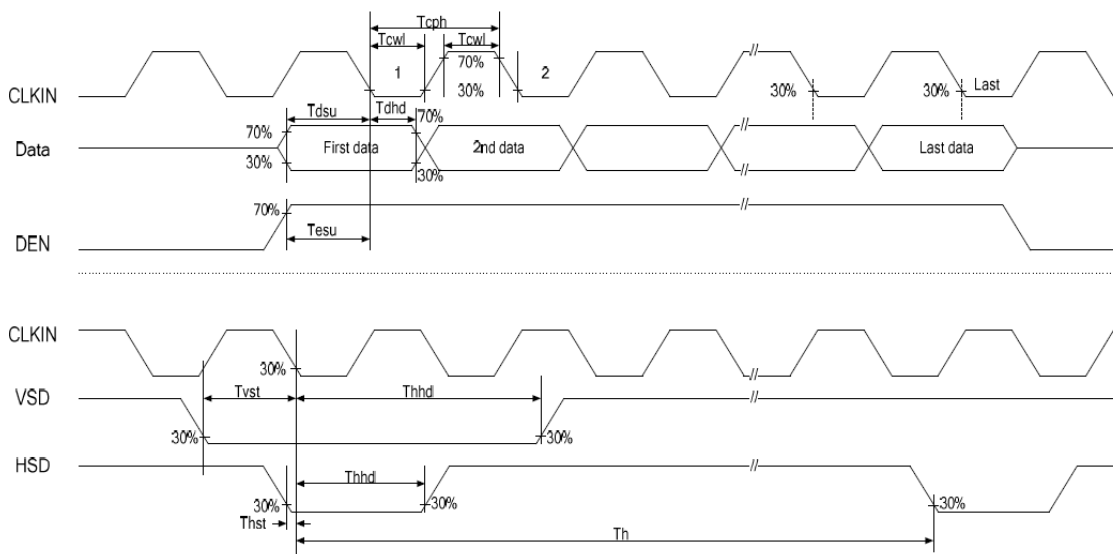 Tcph
Tcwl Tcwl
CLKIN 1 70% 30% 2 30% 30% Last
Tdsu Tdhd
70% 70%
Data First data 2nd data Last data
30% 30%
70%
DEN Tesu
CLKIN 30%
VSD Tvst Thhd
30% 30%
HSD Thhd
30% 30% 30%
Thst Th